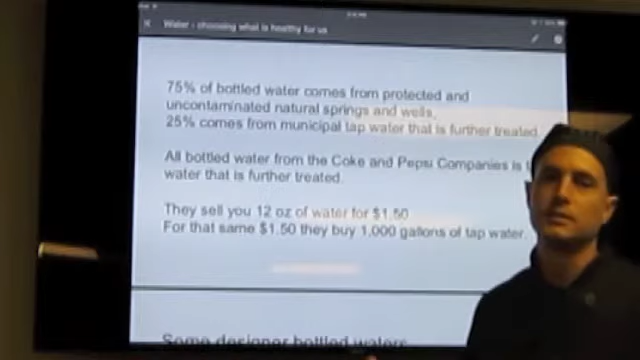 Water - choosing what is healthy for us
75% of bottled water comes from protected and
uncontaminated natural springs and wells,
25% comes from municipal tap water that is further treated.
All bottled water from the Coke and Pepsi Companies is
water that is further treated.
They sell you 12 oz of water for $1.50
For that same $1.50 they buy 1,000 gallons of tap water.
Some designer bottled waters